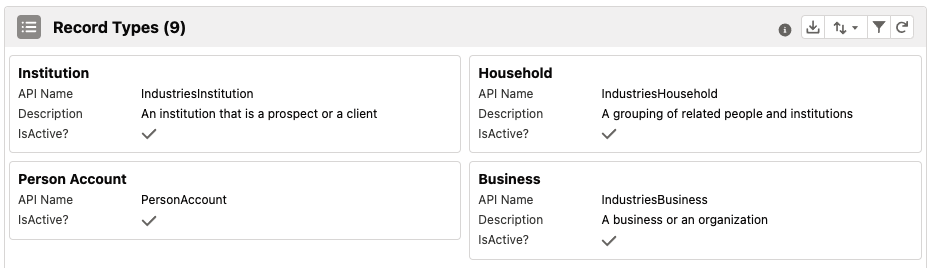 Record Types (9)
Institution
API Name IndustriesInstitution
Description An institution that is a prospect or a client
IsActive?
Household
API Name IndustriesHousehold
Description A grouping of related people and institutions
IsActive?
Person Account
API Name PersonAccount
IsActive?
Business
API Name IndustriesBusiness
Description A business or an organization
IsActive?